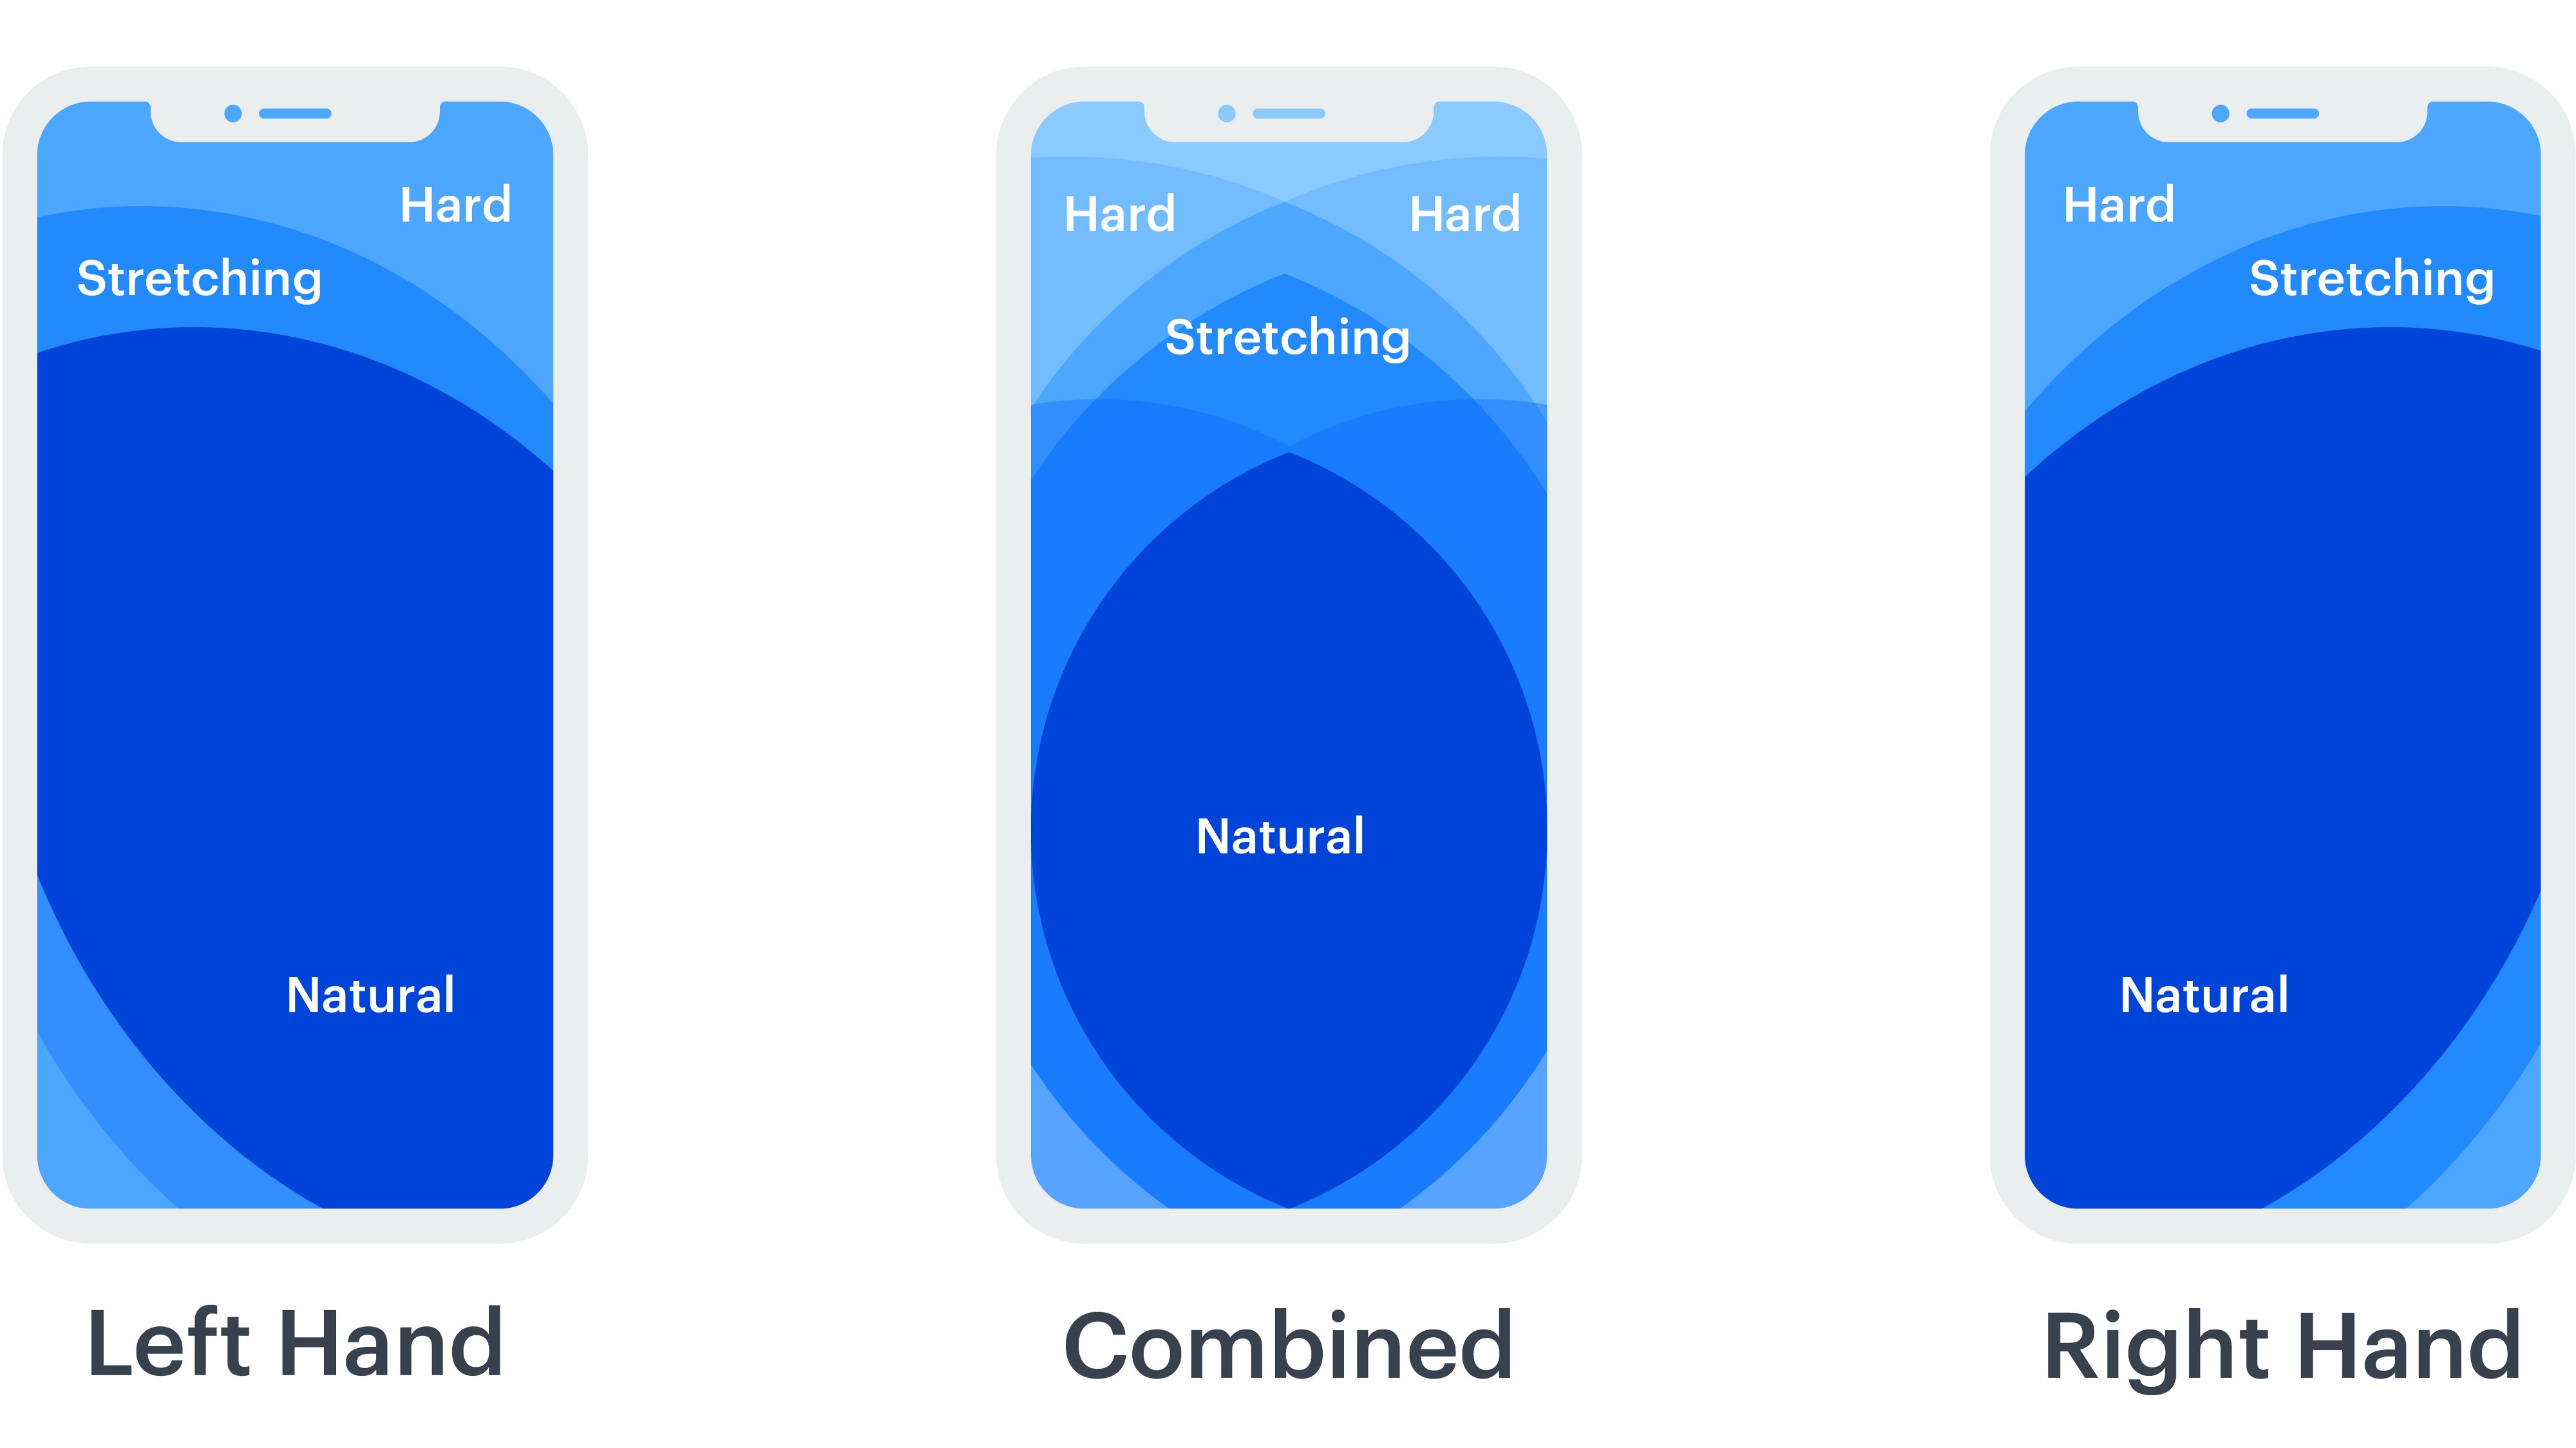 Hard
Stretching
Natural
Left Hand
Hard
Hard
Stretching
Natural
Combined
Hard
Stretching
Natural
Right Hand